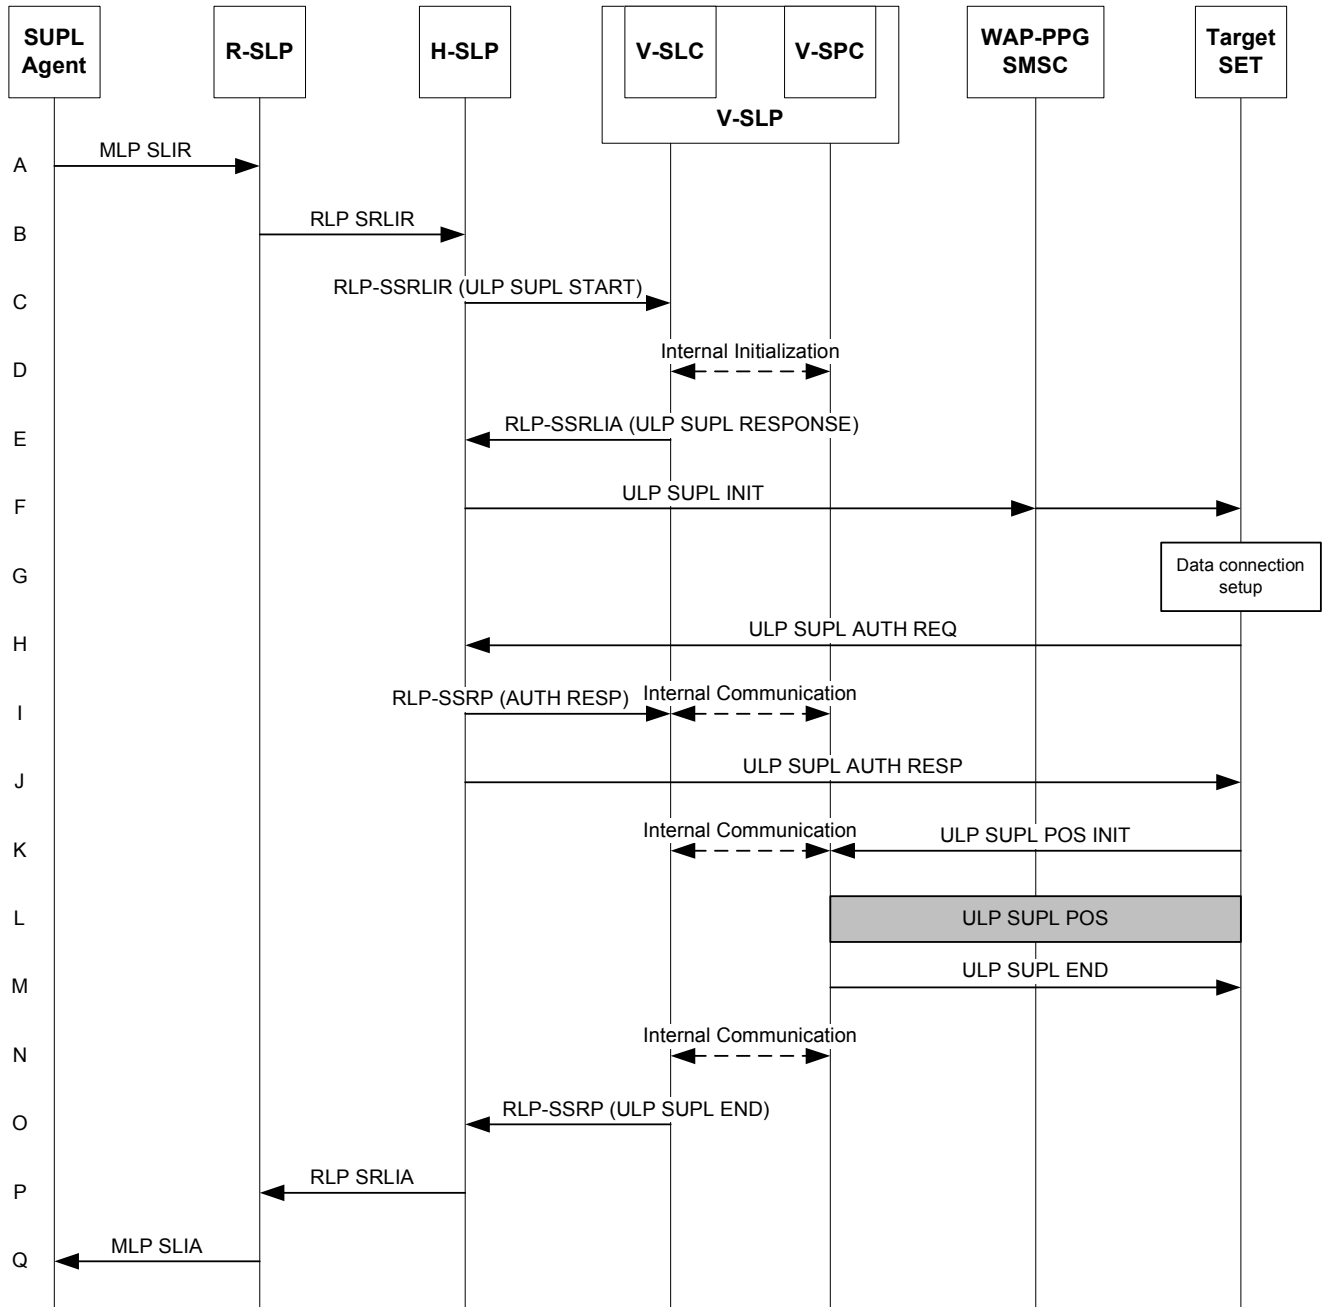 SUPL
Agent
R-SLP
H-SLP
V-SLC
V-SPC
V-SLP
WAP-PPG
SMSC
Target
SET
A
MLP SLIR
B
RLP SRLIR
C
RLP-SSRLIR (ULP SUPL START)
D
Internal Initialization
E
RLP-SSRLIA (ULP SUPL RESPONSE)
F
ULP SUPL INIT
G
Data connection
setup
H
ULP SUPL AUTH REQ
I
RLP-SSRP (AUTH RESP)
Internal Communication
J
ULP SUPL AUTH RESP
K
Internal Communication
ULP SUPL POS INIT
L
ULP SUPL POS
M
ULP SUPL END
N
Internal Communication
O
RLP-SSRP (ULP SUPL END)
P
RLP SRLIA
Q
MLP SLIA